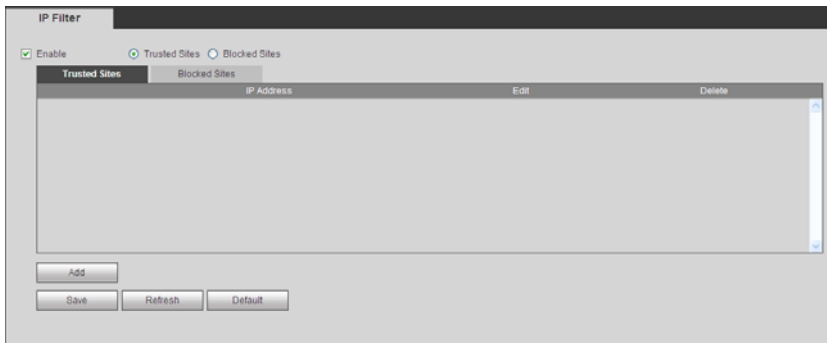 IP Filter
Enable Trusted Sites Blocked Sites
Trusted Sites Blocked Sites
IP Address Edit Delete
Add
Save Refresh Default